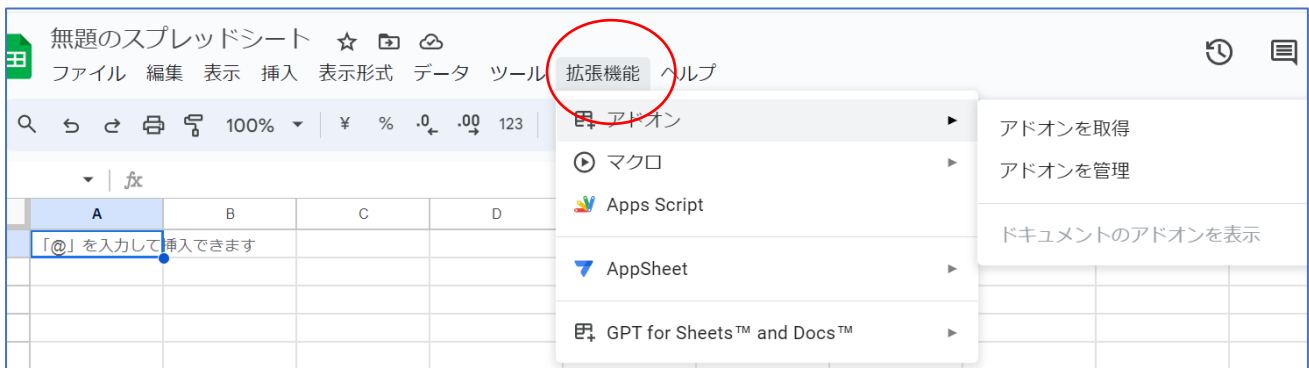 無題のスプレッドシート
ファイル 編集 表示 挿入 表示形式 データ ツール 拡張機能 ヘルプ
100% ¥ % .0 .00 123
アドオン
アドオンを取得
マクロ
アドオンを管理
Apps Script
ドキュメントのアドオンを表示
AppSheet
GPT for Sheets™ and Docs™
fx
A B C D
「@」を入力して挿入できます